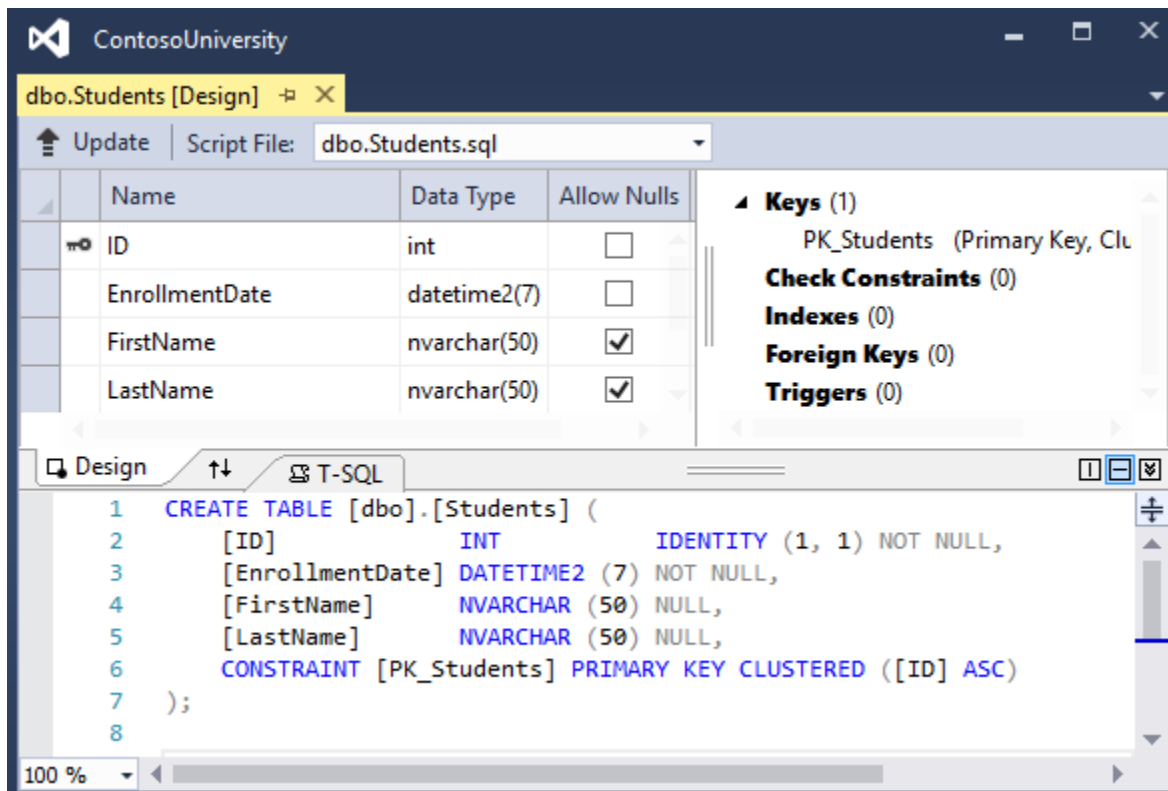 ContosoUniversity
dbo.Students [Design]
Update Script File: dbo.Students.sql
Name Data Type Allow Nulls
ID int
EnrollmentDate datetime2(7)
FirstName nvarchar(50)
LastName nvarchar(50)
Keys (1)
PK_Students (Primary Key, Clu
Check Constraints (0)
Indexes (0)
Foreign Keys (0)
Triggers (0)
Design T-SQL
1 CREATE TABLE [dbo].[Students] (
2 [ID] INT IDENTITY (1, 1) NOT NULL,
3 [EnrollmentDate] DATETIME2 (7) NOT NULL,
4 [FirstName] NVARCHAR (50) NULL,
5 [LastName] NVARCHAR (50) NULL,
6 CONSTRAINT [PK_Students] PRIMARY KEY CLUSTERED ([ID] ASC)
7 );
8
100 %